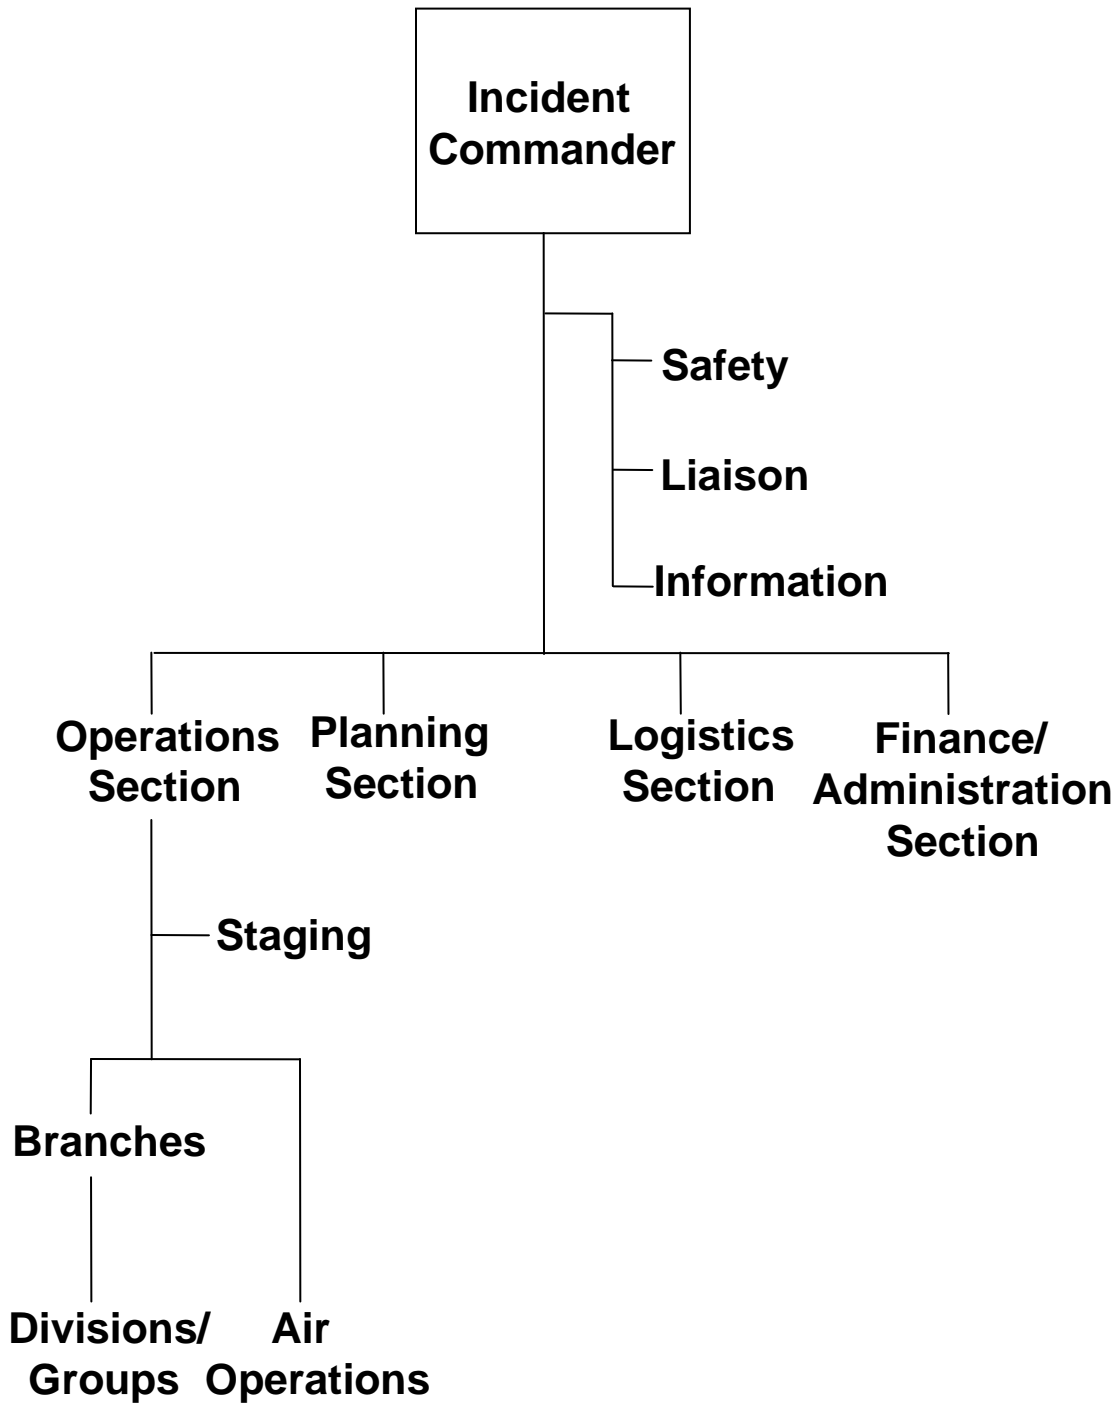 Incident
Commander
Safety
Liaison
Information
Operations
Section
Planning
Section
Logistics
Section
Finance/
Administration
Section
Staging
Branches
Divisions/
Groups
Air
Operations